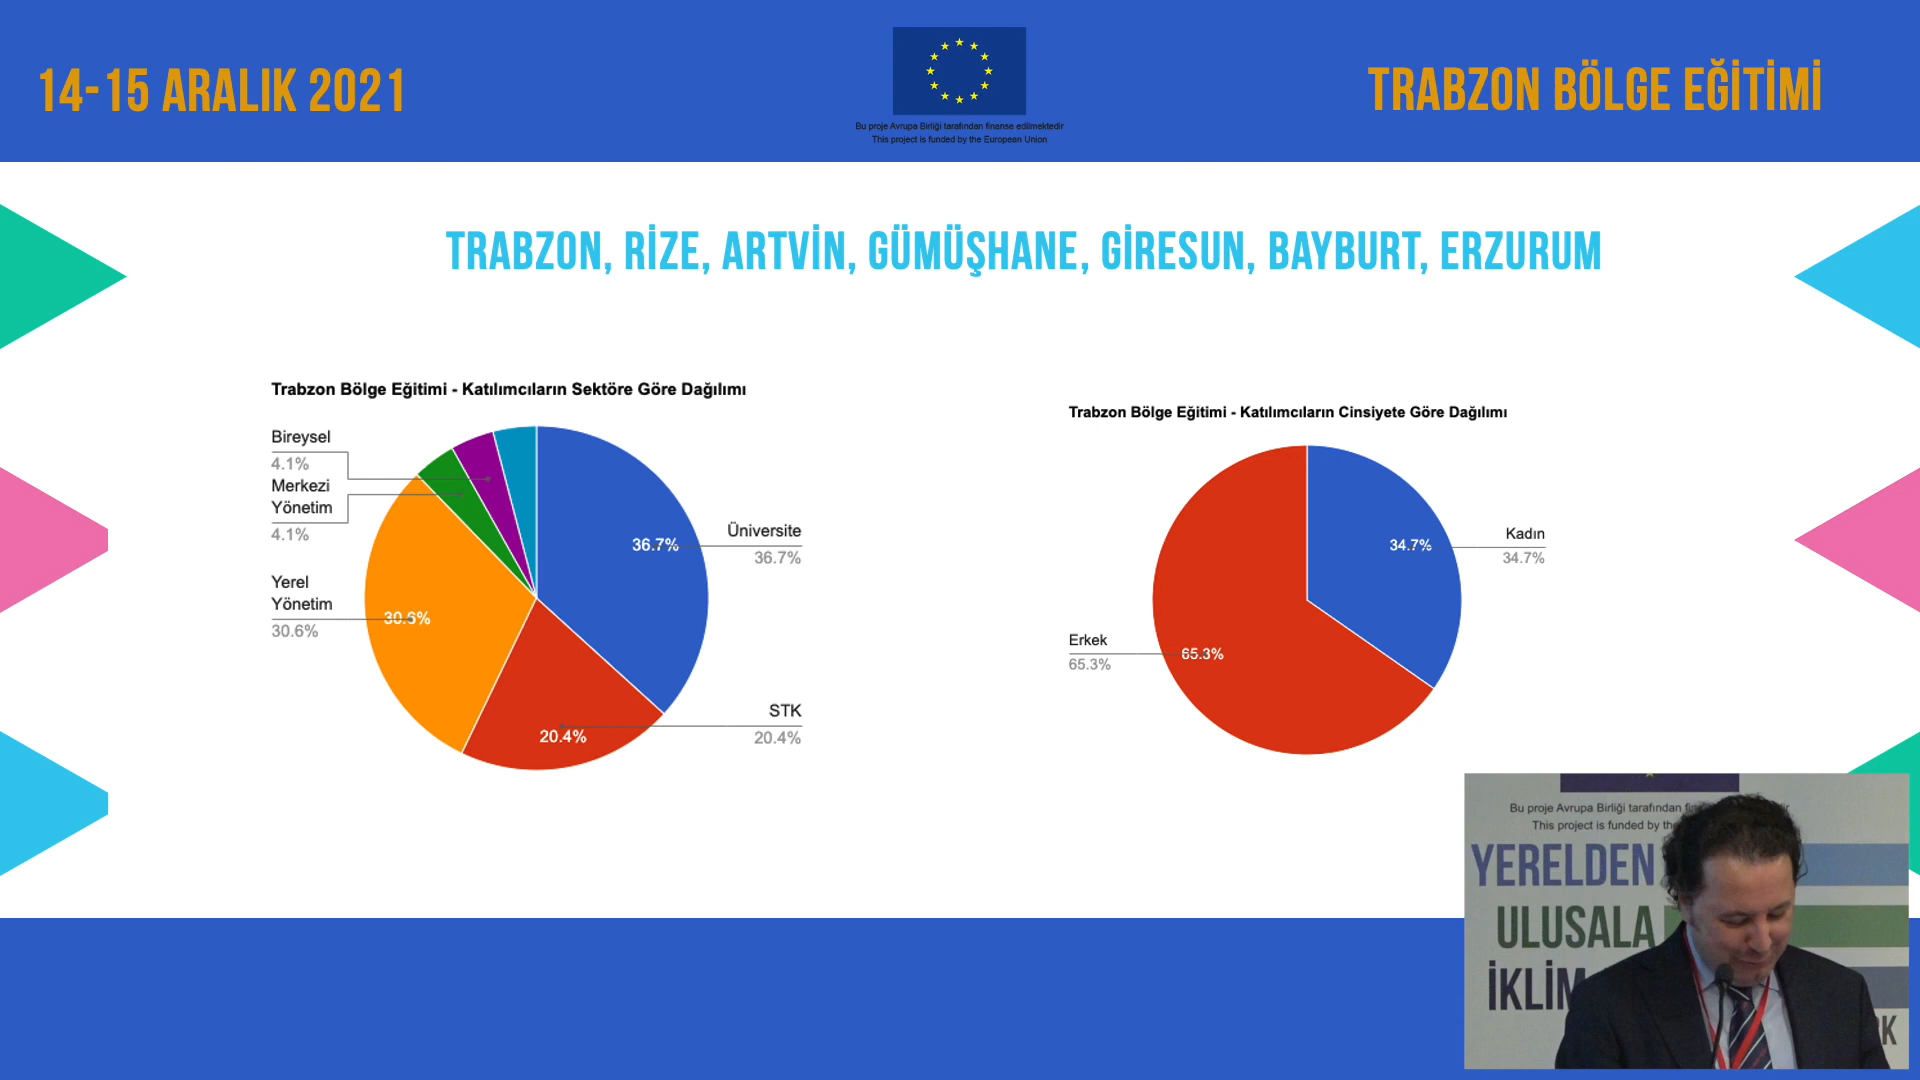 14-15 ARALIK 2021
Bu proje Avrupa Birliği tarafından finanse edilmektedir
This project is funded by the European Union
TRABZON BÖLGE EĞİTİMİ
TRABZON, RİZE, ARTVİN, GÜMÜŞHANE, GİRESUN, BAYBURT, ERZURUM
Trabzon Bölge Eğitimi - Katılımcıların Sektöre Göre Dağılımı
Bireysel
4.1%
Merkezi
Yönetim
4.1%
Yerel
Yönetim
30.6%
30.6%
36.7%
Üniversite
36.7%
20.4%
STK
20.4%
Trabzon Bölge Eğitimi - Katılımcıların Cinsiyete Göre Dağılımı
34.7%
Kadın
34.7%
Erkek
65.3%
65.3%
Bu proje Avrupa Birliği tarafından
This project is funded by the
YERELDEN
ULUSALA
İKLİM